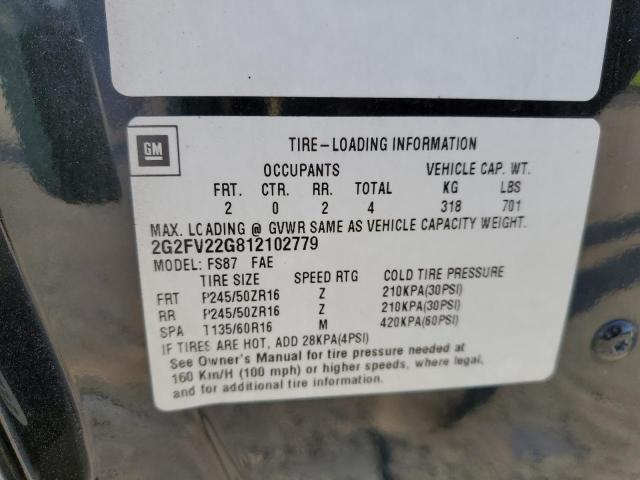 GM
TIRE-LOADING INFORMATION
OCCUPANTS VEHICLE CAP. WT.
FRT. CTR. RR. TOTAL KG LBS
2 0 2 4 318 701
MAX. LOADING @ GVWR SAME AS VEHICLE CAPACITY WEIGHT.
2G2FV22G812102779
MODEL: FS87 FAE
TIRE SIZE SPEED RTG COLD TIRE PRESSURE
FRT P245/50ZR16 Z 210KPA(30PSI)
RR P245/50ZR16 Z 210KPA(30PSI)
SPA T135/60R16 M 420KPA(60PSI)
IF TIRES ARE HOT, ADD 28KPA(4PSI)
See Owner's Manual for tire pressure needed at
160 Km/H (100 mph) or higher speeds, where legal,
and for additional tire information.